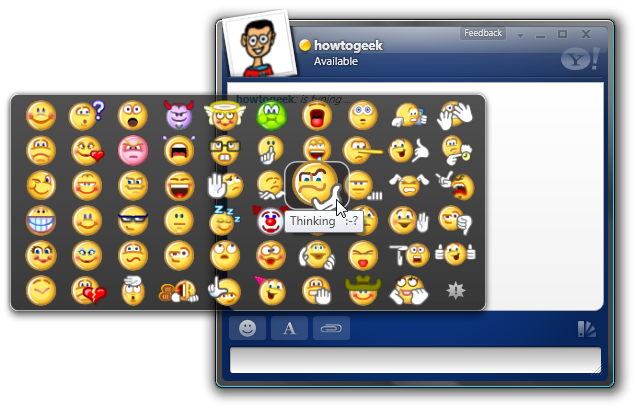 Feedback
howtogeek
Available
Y!
howtogeek is typing ...
Thinking :-?
A